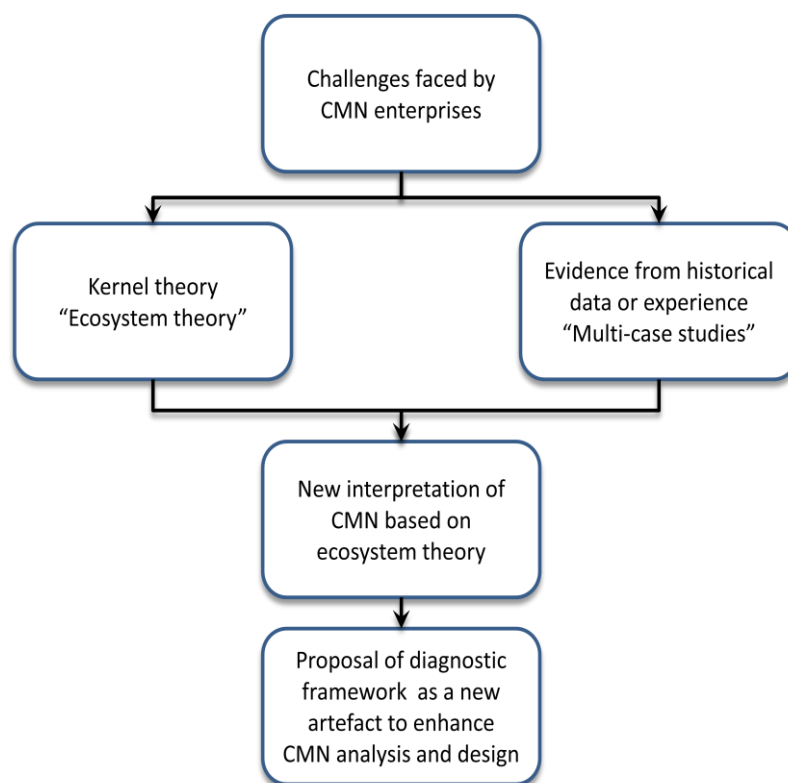 Challenges faced by
CMN enterprises
Kernel theory
“Ecosystem theory”
Evidence from historical
data or experience
“Multi-case studies”
New interpretation of
CMN based on
ecosystem theory
Proposal of diagnostic
framework as a new
artefact to enhance
CMN analysis and design